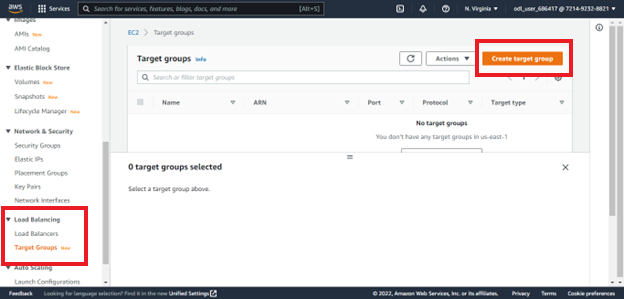 aws
Services
Search for services, features, blogs, docs, and more
[Alt+S]
N. Virginia
odl_user_686417 @ 7214-9232-8821
Images
AMIs New
AMI Catalog
Elastic Block Store
Volumes New
Snapshots New
Lifecycle Manager New
Network & Security
Security Groups
Elastic IPs
Placement Groups
Key Pairs
Network Interfaces
Load Balancing
Load Balancers
Target Groups New
Auto Scaling
Launch Configurations
EC2 > Target groups
Target groups Info
Actions
Create target group
Search or filter target groups
1
Name ARN Port Protocol Target type
No target groups
You don't have any target groups in us-east-1
0 target groups selected
Select a target group above.
Feedback Looking for language selection? Find it in the new Unified Settings
© 2022, Amazon Web Services, Inc. or its affiliates. Privacy Terms Cookie preferences